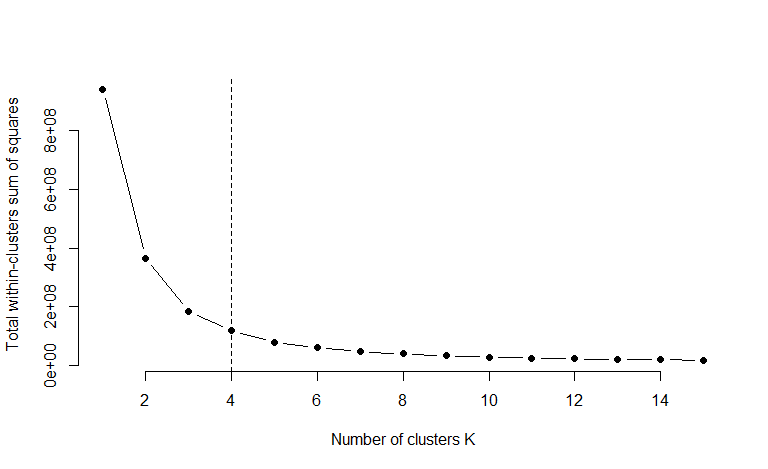 Total within-clusters sum of squares
8e+08
6e+08
4e+08
2e+08
0e+00
2 4 6 8 10 12 14
Number of clusters K